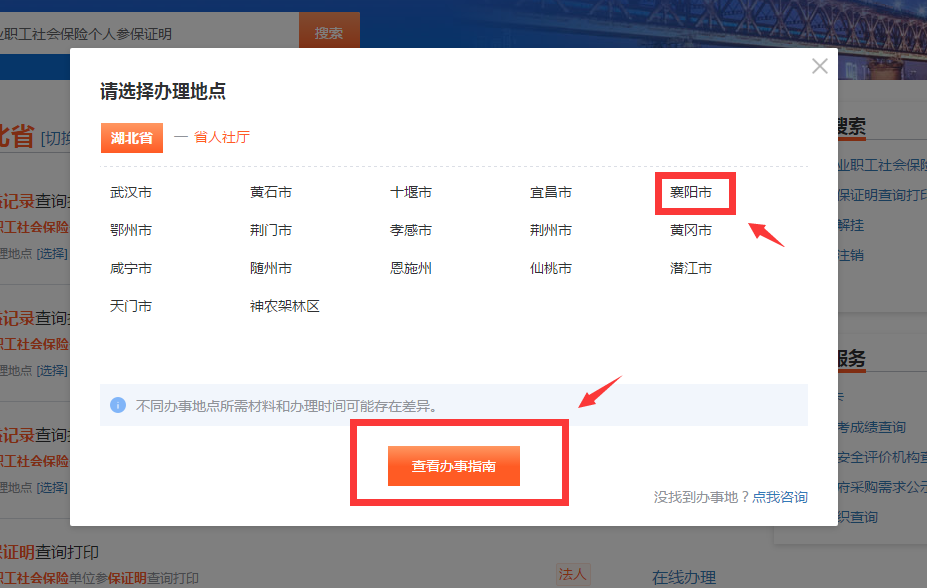 业职工社会保险个人参保证明
搜索
请选择办理地点
湖北省 — 省人社厅
武汉市 黄石市 十堰市 宜昌市 襄阳市
鄂州市 荆门市 孝感市 荆州市 黄冈市
咸宁市 随州市 恩施州 仙桃市 潜江市
天门市 神农架林区
不同办事地点所需材料和办理时间可能存在差异。
查看办事指南
没找到办事地？点我咨询
北省 [切换
记录查询
职工社会保险
理地点 [选择]
记录查询
职工社会保险
理地点 [选择]
记录查询
职工社会保险
理地点 [选择]
保证明查询打印
职工社会保险单位参保证明查询打印
法人
在线办理
搜索
业职工社会保险
保证明查询打印
解挂
注销
服务
卡
考成绩查询
安全评价机构查
府采购需求公示
织查询